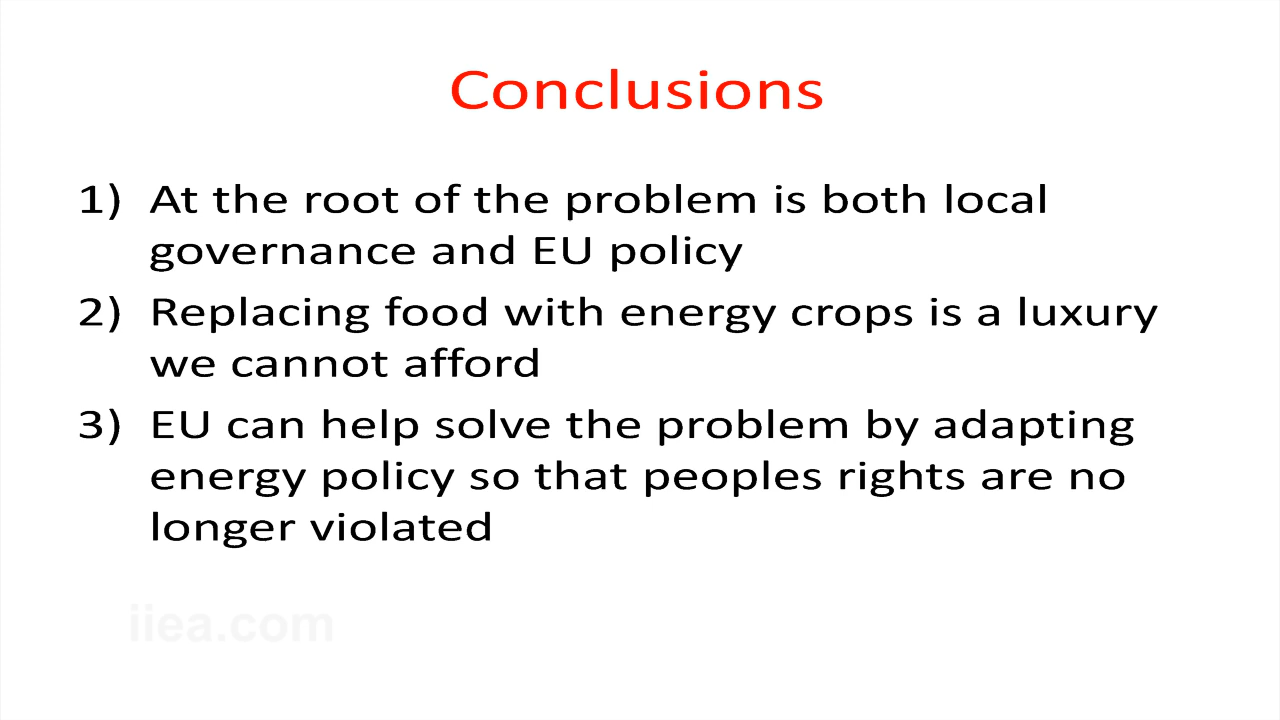 Conclusions
1) At the root of the problem is both local
governance and EU policy
2) Replacing food with energy crops is a luxury
we cannot afford
3) EU can help solve the problem by adapting
energy policy so that peoples rights are no
longer violated
iiea.com